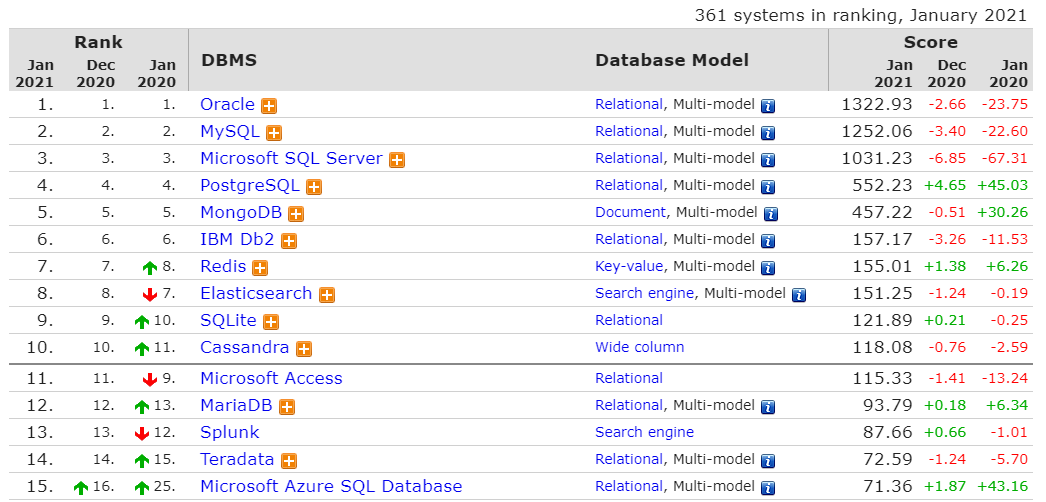 361 systems in ranking, January 2021
Rank DBMS Database Model Score
Jan 2021 Dec 2020 Jan 2020 Jan 2021 Dec 2020 Jan 2020
1. 1. 1. Oracle Relational, Multi-model 1322.93 -2.66 -23.75
2. 2. 2. MySQL Relational, Multi-model 1252.06 -3.40 -22.60
3. 3. 3. Microsoft SQL Server Relational, Multi-model 1031.23 -6.85 -67.31
4. 4. 4. PostgreSQL Relational, Multi-model 552.23 +4.65 +45.03
5. 5. 5. MongoDB Document, Multi-model 457.22 -0.51 +30.26
6. 6. 6. IBM Db2 Relational, Multi-model 157.17 -3.26 -11.53
7. 7. 8. Redis Key-value, Multi-model 155.01 +1.38 +6.26
8. 8. 7. Elasticsearch Search engine, Multi-model 151.25 -1.24 -0.19
9. 9. 10. SQLite Relational 121.89 +0.21 -0.25
10. 10. 11. Cassandra Wide column 118.08 -0.76 -2.59
11. 11. 9. Microsoft Access Relational 115.33 -1.41 -13.24
12. 12. 13. MariaDB Relational, Multi-model 93.79 +0.18 +6.34
13. 13. 12. Splunk Search engine 87.66 +0.66 -1.01
14. 14. 15. Teradata Relational, Multi-model 72.59 -1.24 -5.70
15. 16. 25. Microsoft Azure SQL Database Relational, Multi-model 71.36 +1.87 +43.16